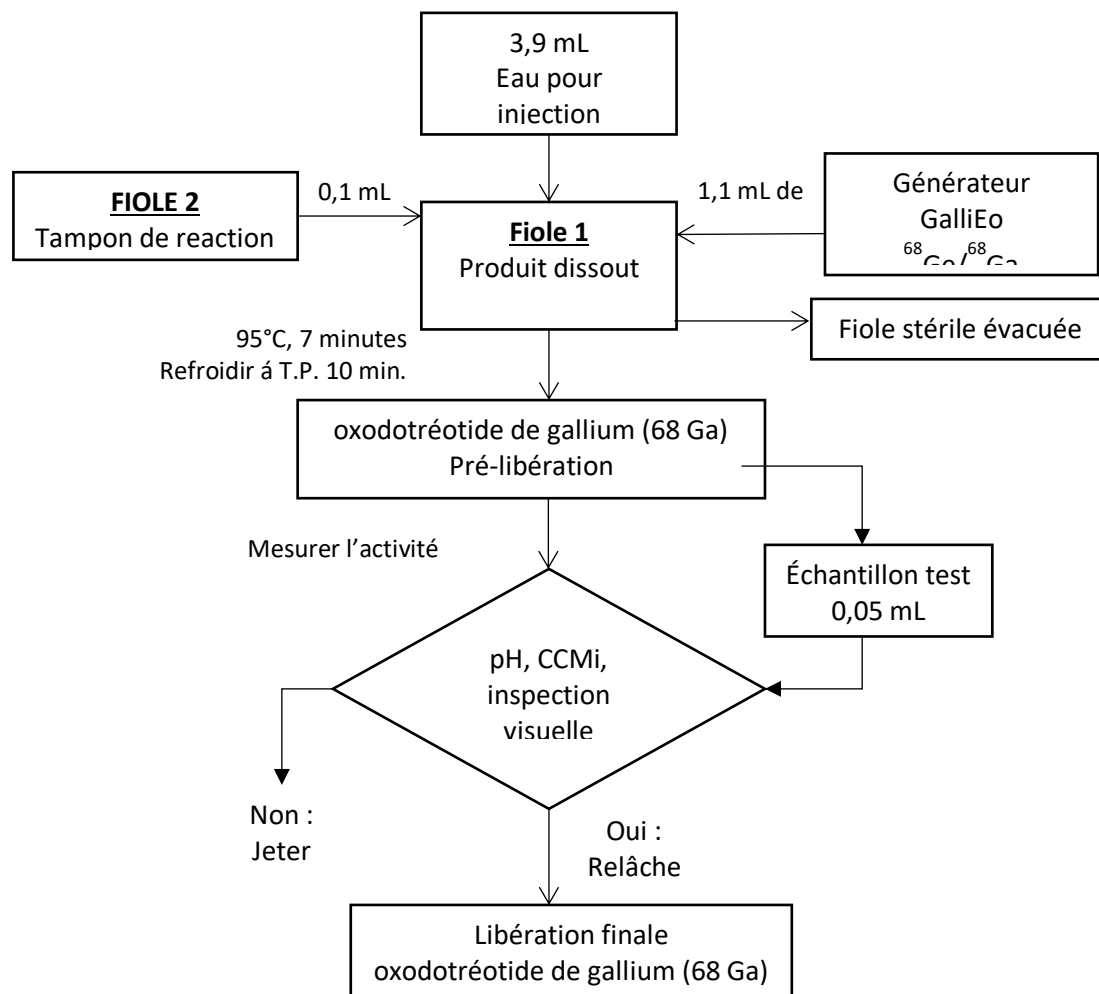 3,9 mL
Eau pour
injection
FIOLE 2
Tampon de reaction
0,1 mL
Fiole 1
Produit dissout
1,1 mL de
Générateur
GalliEo
⁶⁸Ge/⁶⁸Ga
Fiole stérile évacuée
95°C, 7 minutes
Refroidir á T.P. 10 min.
oxodotréotide de gallium (68 Ga)
Pré-libération
Mesurer l’activité
Échantillon test
0,05 mL
pH, CCMi,
inspection
visuelle
Non :
Jeter
Oui :
Relâche
Libération finale
oxodotréotide de gallium (68 Ga)